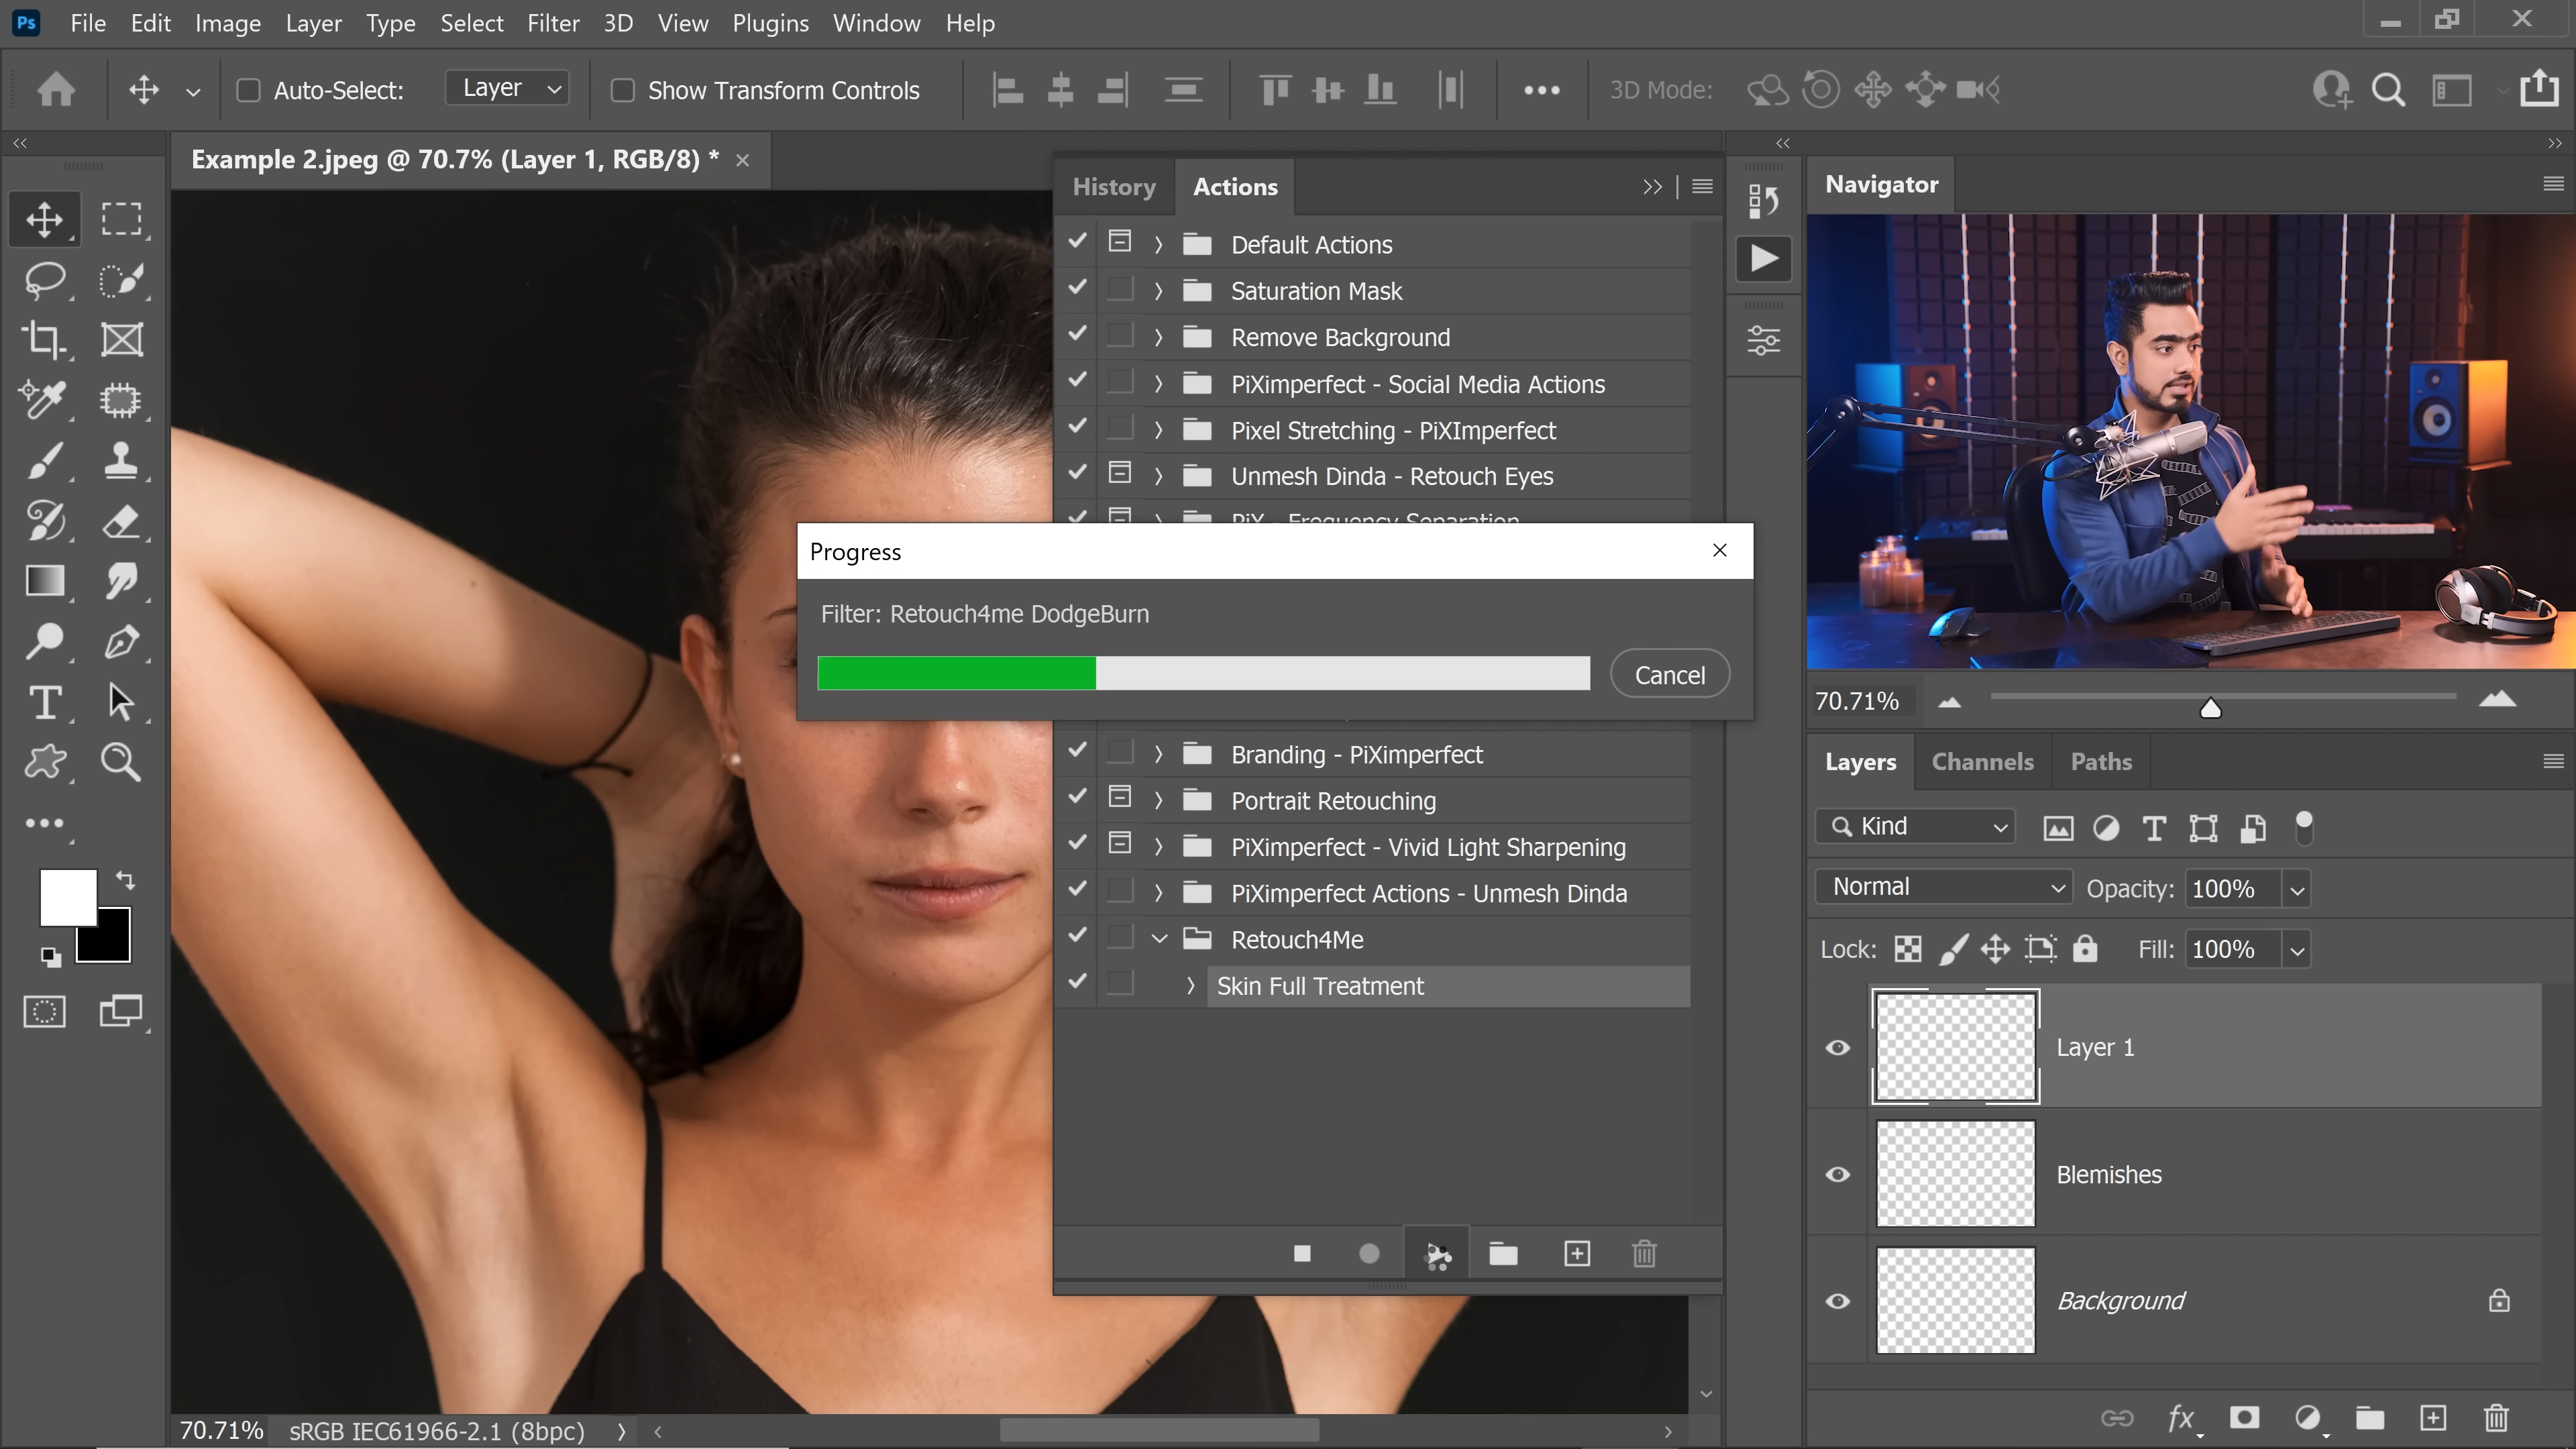 Ps File Edit Image Layer Type Select Filter 3D View Plugins Window Help
Auto-Select: Layer Show Transform Controls 3D Mode:
Example 2.jpeg @ 70.7% (Layer 1, RGB/8) *
History Actions
Default Actions
Saturation Mask
Remove Background
PiXimperfect - Social Media Actions
Pixel Stretching - PiXImperfect
Unmesh Dinda - Retouch Eyes
PiX - Frequency Separation
Progress
Filter: Retouch4me DodgeBurn
Cancel
Branding - PiXimperfect
Portrait Retouching
PiXimperfect - Vivid Light Sharpening
PiXimperfect Actions - Unmesh Dinda
Retouch4Me
Skin Full Treatment
70.71% sRGB IEC61966-2.1 (8bpc)
Navigator
70.71%
Layers Channels Paths
Kind
Normal Opacity: 100%
Lock: Fill: 100%
Layer 1
Blemishes
Background
fx